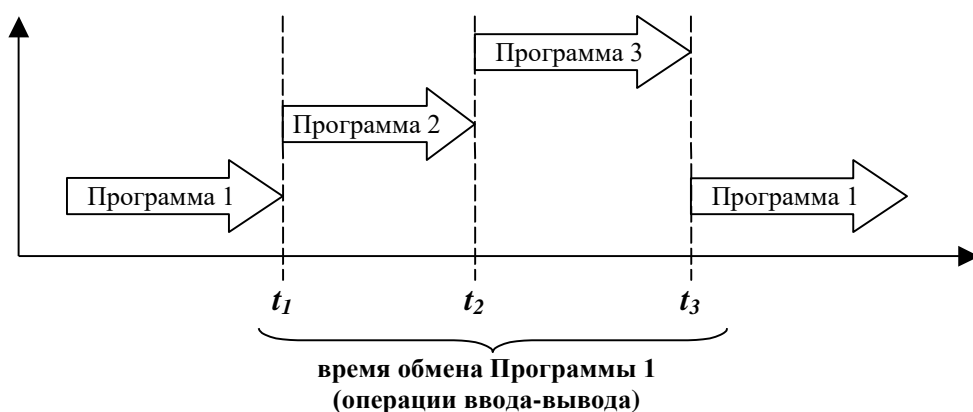 Программа 3
Программа 2
Программа 1
Программа 1
t1
t2
t3
время обмена Программы 1
(операции ввода-вывода)